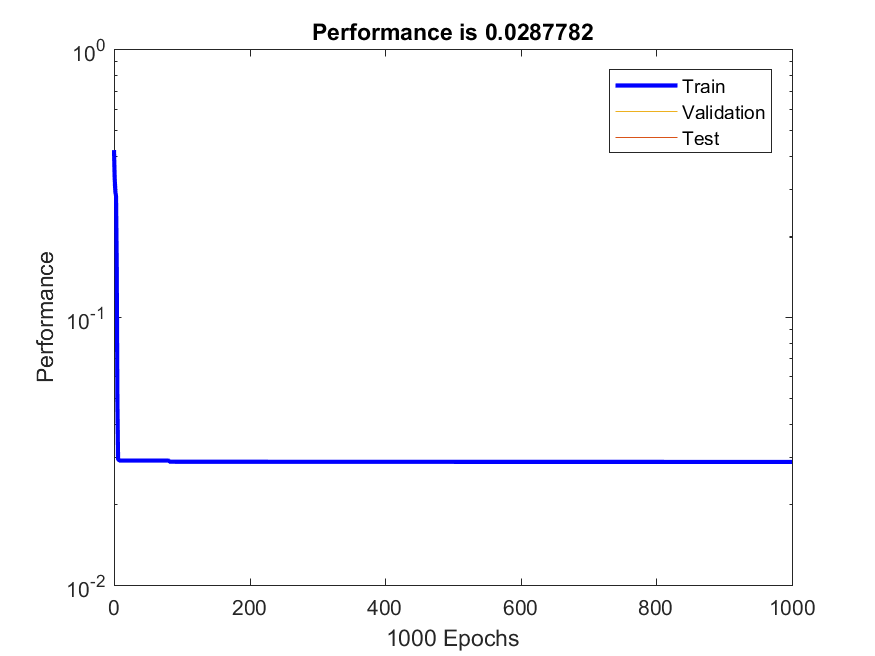 Performance is 0.0287782
10^0
Train
Validation
Test
Performance
10^-1
10^-2
0 200 400 600 800 1000
1000 Epochs